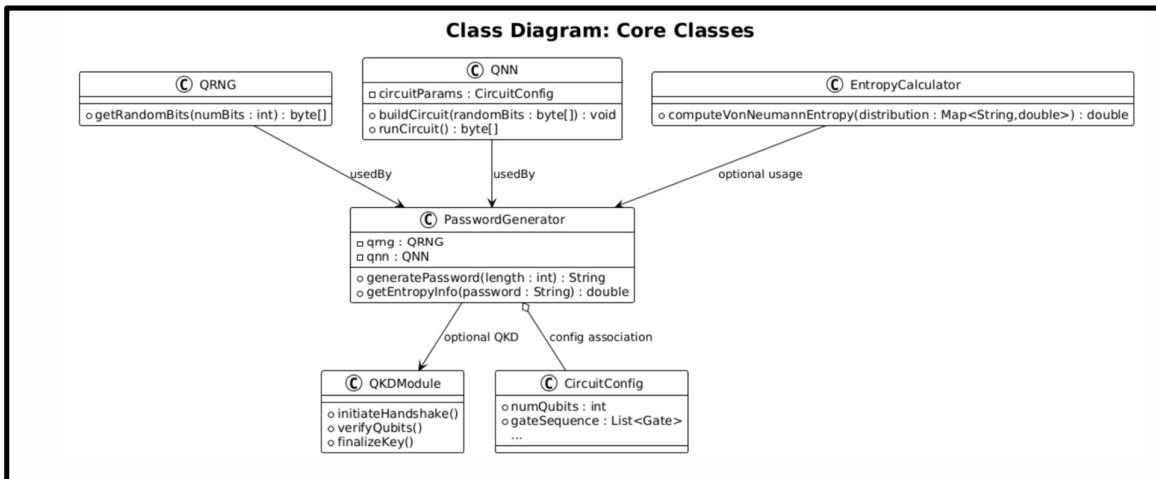 Class Diagram: Core Classes
C QRNG
getRandomBits(numBits : int) : byte[]
C QNN
circuitParams : CircuitConfig
buildCircuit(randomBits : byte[]) : void
runCircuit() : byte[]
C EntropyCalculator
computeVonNeumannEntropy(distribution : Map<String,double>) : double
usedBy
usedBy
optional usage
C PasswordGenerator
qrng : QRNG
qnn : QNN
generatePassword(length : int) : String
getEntropyInfo(password : String) : double
optional QKD
config association
C QKDModule
initiateHandshake()
verifyQubits()
finalizeKey()
C CircuitConfig
numQubits : int
gateSequence : List<Gate>
...